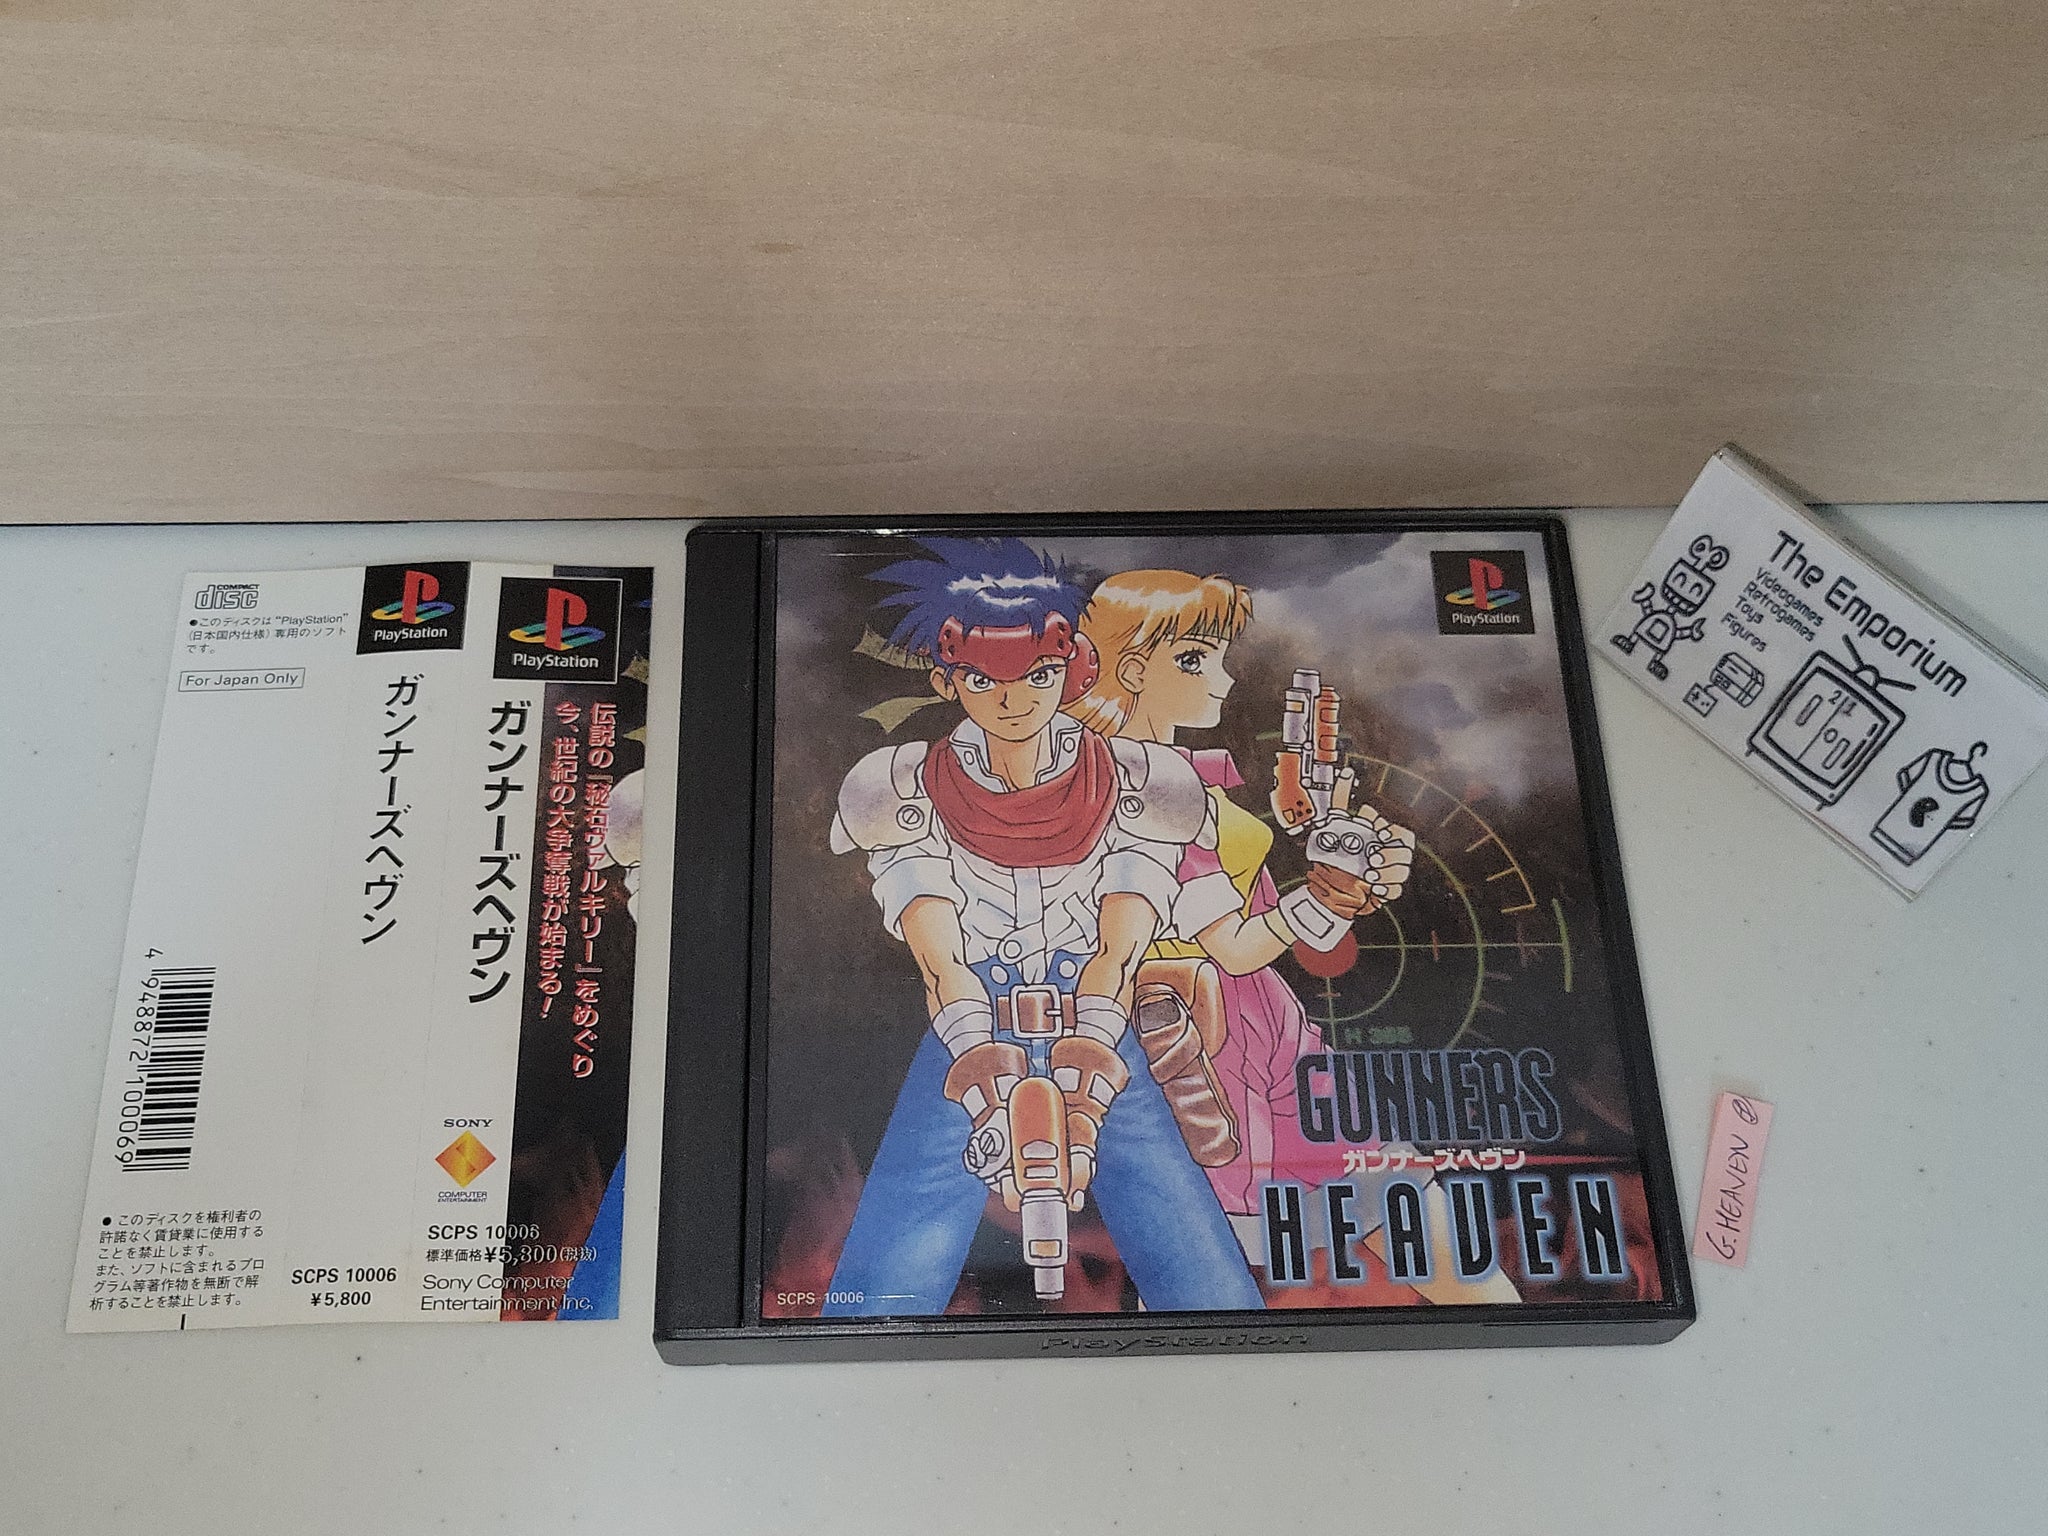 COMPACT
disc
●このディスクは"PlayStation"
(日本国内仕様)専用のソフト
です。
For Japan Only
4 948872 100069
●このディスクを権利者の
許諾なく賃貸業に使用する
ことを禁止します。
また、ソフトに含まれるプロ
グラム等著作物を無断で解
析することを禁止します。
PlayStation
ガンナーズヘヴン
SCPS 10006
¥5,800
PlayStation
ガンナーズヘヴン
SONY
COMPUTER
ENTERTAINMENT
SCPS 10006
標準価格¥5,800(税抜)
Sony Computer
Entertainment Inc.
伝説の「秘石ヴァルキリー」をめぐり
今、世紀の大争奪戦が始まる!
PlayStation
H 386
GUNNERS
ガンナーズヘヴン
HEAVEN
SCPS 10006
PlayStation
The Emporium
Videogames
Retrogames
Toys
Figures
21
G.HEAVEN